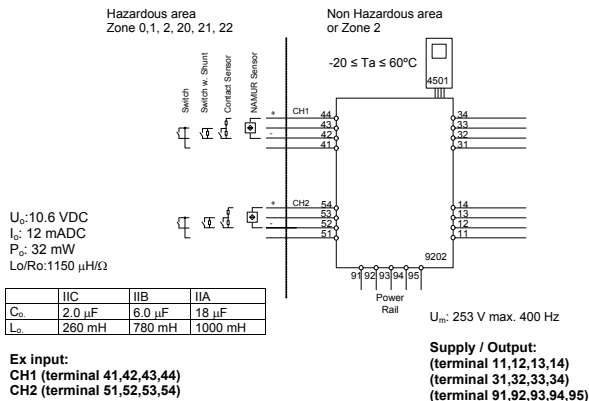 Hazardous area
Zone 0,1, 2, 20, 21, 22
Non Hazardous area
or Zone 2
-20 ≤ Ta ≤ 60ºC
4501
Switch
Switch w. Shunt
Contact Sensor
NAMUR Sensor
+ CH1 44 34
43 33
- 42 32
41 31
+ CH2 54 14
53 13
- 52 12
51 11
9202
91 92 93 94 95
Power
Rail
Uo:10.6 VDC
Io: 12 mADC
Po: 32 mW
Lo/Ro:1150 µH/Ω
IIC IIB IIA
Co. 2.0 µF 6.0 µF 18 µF
Lo. 260 mH 780 mH 1000 mH
Um: 253 V max. 400 Hz
Ex input:
CH1 (terminal 41,42,43,44)
CH2 (terminal 51,52,53,54)
Supply / Output:
(terminal 11,12,13,14)
(terminal 31,32,33,34)
(terminal 91,92,93,94,95)